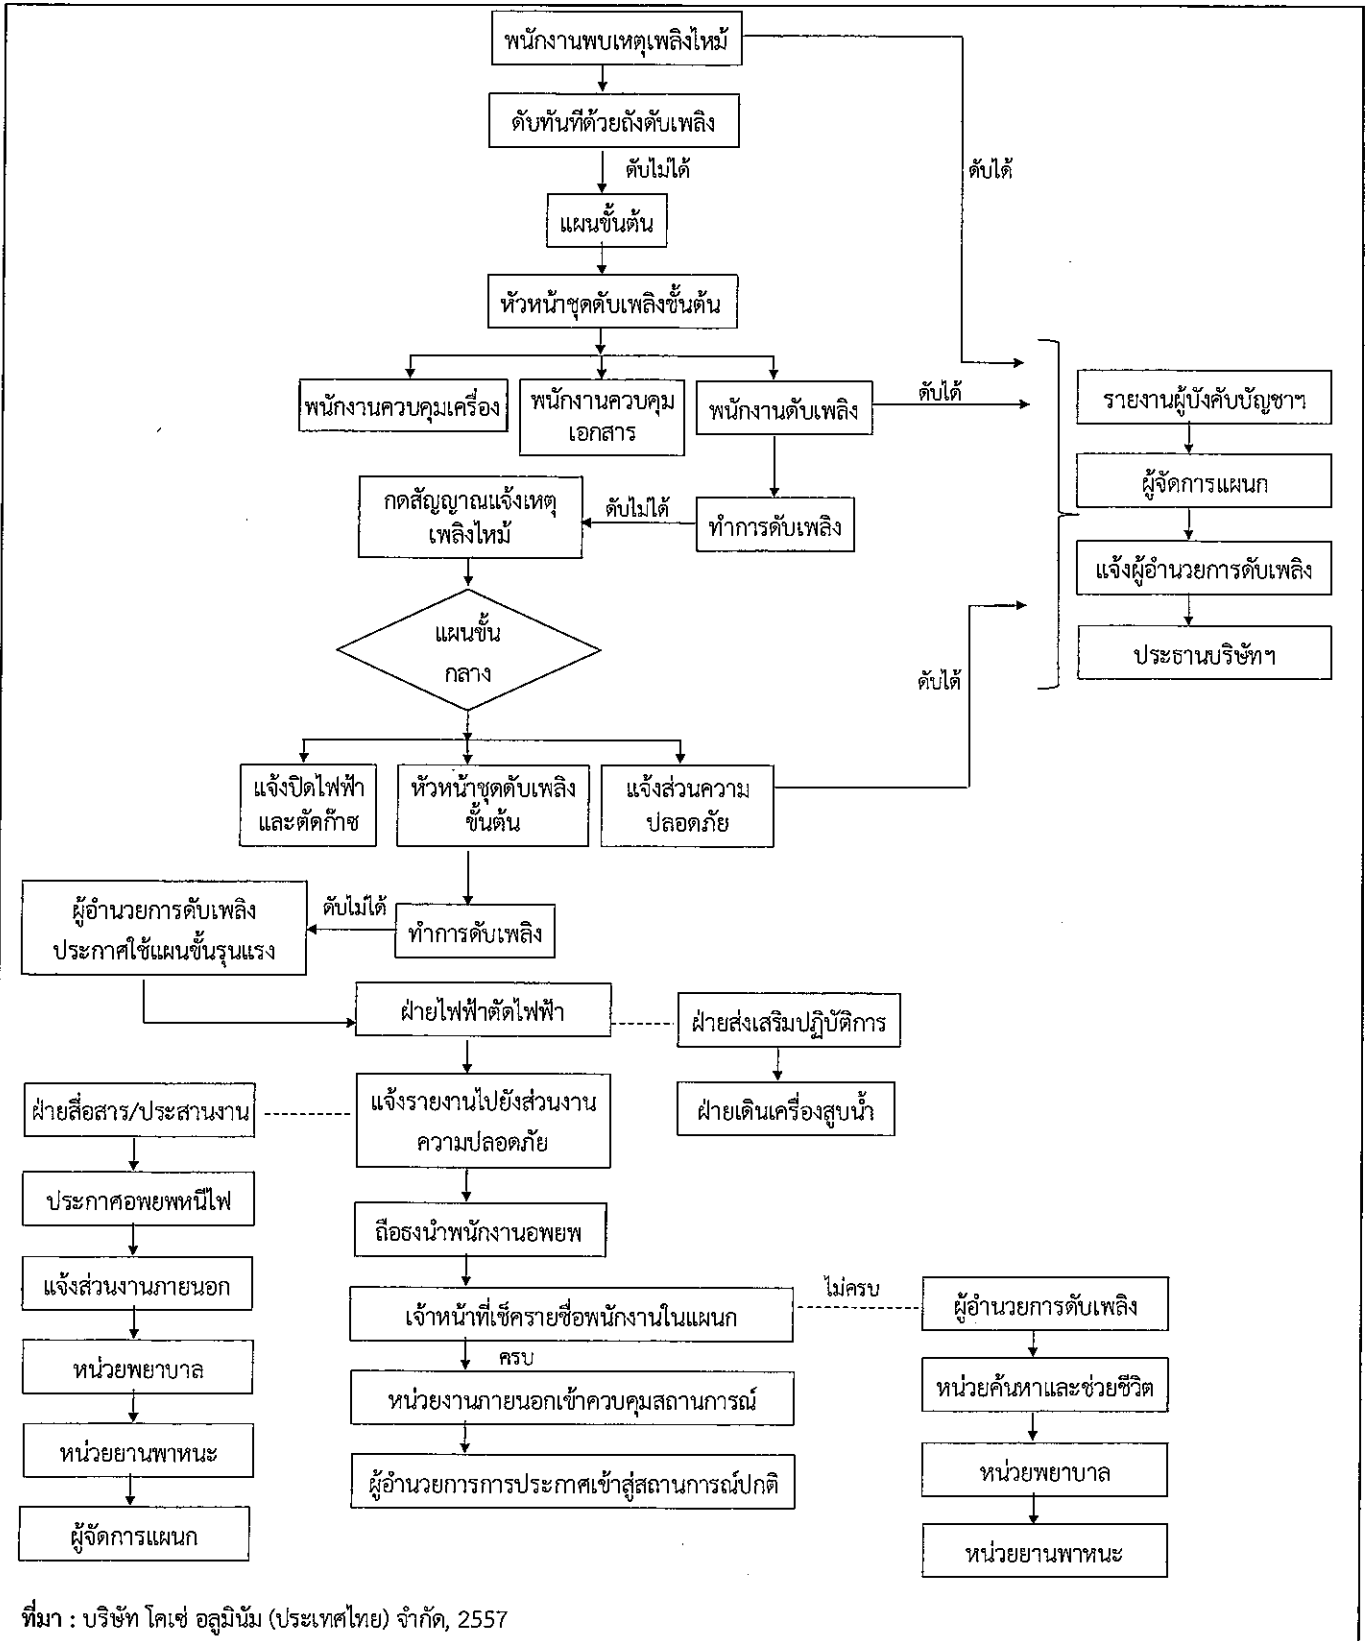 พนักงานพบเหตุเพลิงไหม้
ดับทันทีด้วยถังดับเพลิง
ดับไม่ได้
ดับได้
แผนขั้นต้น
หัวหน้าชุดดับเพลิงขั้นต้น
พนักงานควบคุมเครื่อง
พนักงานควบคุม
เอกสาร
พนักงานดับเพลิง
ดับได้
รายงานผู้บังคับบัญชาฯ
ผู้จัดการแผนก
แจ้งผู้อำนวยการดับเพลิง
ประธานบริษัทฯ
กดสัญญาณแจ้งเหตุ
เพลิงไหม้
ดับไม่ได้
ทำการดับเพลิง
แผนขั้น
กลาง
ดับได้
แจ้งปิดไฟฟ้า
และตัดก๊าซ
หัวหน้าชุดดับเพลิง
ขั้นต้น
แจ้งส่วนความ
ปลอดภัย
ผู้อำนวยการดับเพลิง
ประกาศใช้แผนขั้นรุนแรง
ดับไม่ได้
ทำการดับเพลิง
ฝ่ายไฟฟ้าตัดไฟฟ้า
ฝ่ายส่งเสริมปฏิบัติการ
ฝ่ายเดินเครื่องสูบน้ำ
ฝ่ายสื่อสาร/ประสานงาน
แจ้งรายงานไปยังส่วนงาน
ความปลอดภัย
ประกาศอพยพหนีไฟ
ถือธงนำพนักงานอพยพ
แจ้งส่วนงานภายนอก
เจ้าหน้าที่เช็ครายชื่อพนักงานในแผนก
ไม่ครบ
ผู้อำนวยการดับเพลิง
ครบ
หน่วยพยาบาล
หน่วยงานภายนอกเข้าควบคุมสถานการณ์
หน่วยค้นหาและช่วยชีวิต
หน่วยยานพาหนะ
ผู้อำนวยการการประกาศเข้าสู่สถานการณ์ปกติ
หน่วยพยาบาล
ผู้จัดการแผนก
หน่วยยานพาหนะ
ที่มา : บริษัท โคเซ่ อลูมินัม (ประเทศไทย) จำกัด, 2557